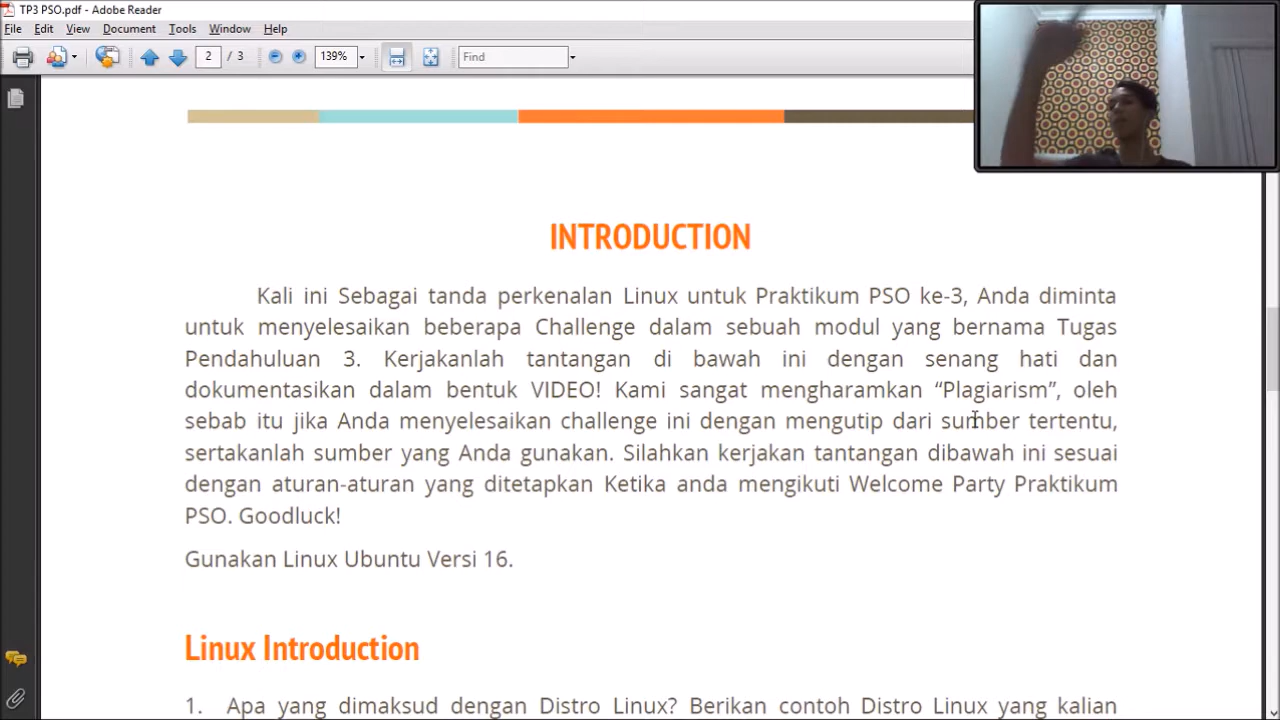 TP3 PSO.pdf - Adobe Reader
File Edit View Document Tools Window Help
2 / 3 139% Find
INTRODUCTION
Kali ini Sebagai tanda perkenalan Linux untuk Praktikum PSO ke-3, Anda diminta
untuk menyelesaikan beberapa Challenge dalam sebuah modul yang bernama Tugas
Pendahuluan 3. Kerjakanlah tantangan di bawah ini dengan senang hati dan
dokumentasikan dalam bentuk VIDEO! Kami sangat mengharamkan “Plagiarism”, oleh
sebab itu jika Anda menyelesaikan challenge ini dengan mengutip dari sumber tertentu,
sertakanlah sumber yang Anda gunakan. Silahkan kerjakan tantangan dibawah ini sesuai
dengan aturan-aturan yang ditetapkan Ketika anda mengikuti Welcome Party Praktikum
PSO. Goodluck!
Gunakan Linux Ubuntu Versi 16.
Linux Introduction
1. Apa yang dimaksud dengan Distro Linux? Berikan contoh Distro Linux yang kalian